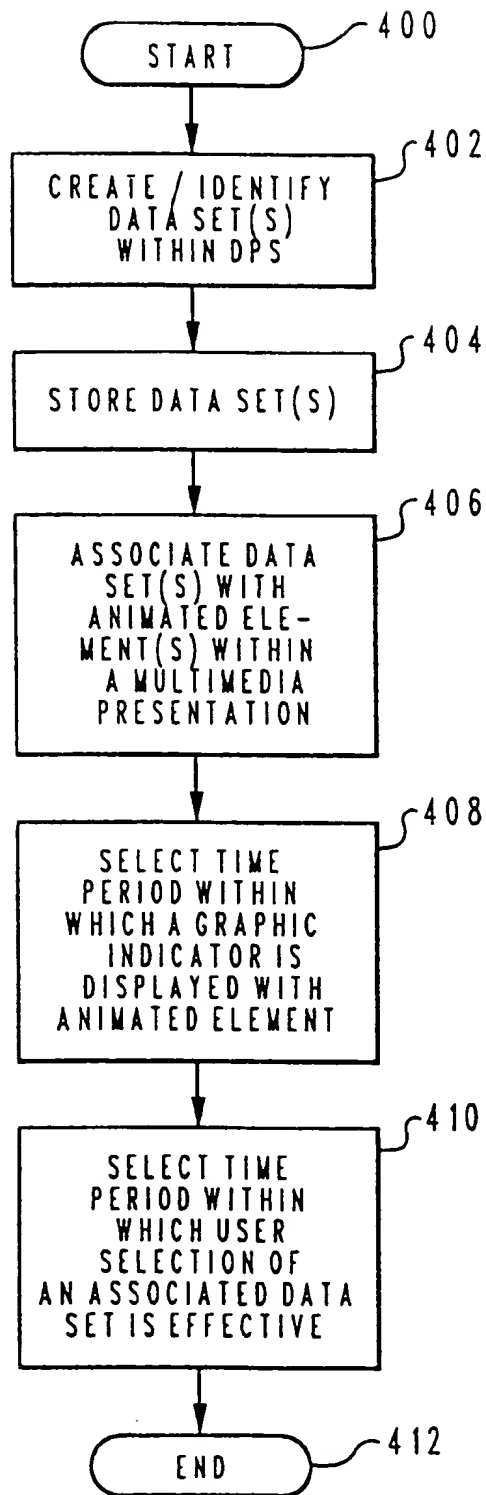 400
START
402
CREATE / IDENTIFY
DATA SET(S)
WITHIN DPS
404
STORE DATA SET(S)
406
ASSOCIATE DATA
SET(S) WITH
ANIMATED ELE-
MENT(S) WITHIN
A MULTIMEDIA
PRESENTATION
408
SELECT TIME
PERIOD WITHIN
WHICH A GRAPHIC
INDICATOR IS
DISPLAYED WITH
ANIMATED ELEMENT
410
SELECT TIME
PERIOD WITHIN
WHICH USER
SELECTION OF
AN ASSOCIATED DATA
SET IS EFFECTIVE
412
END